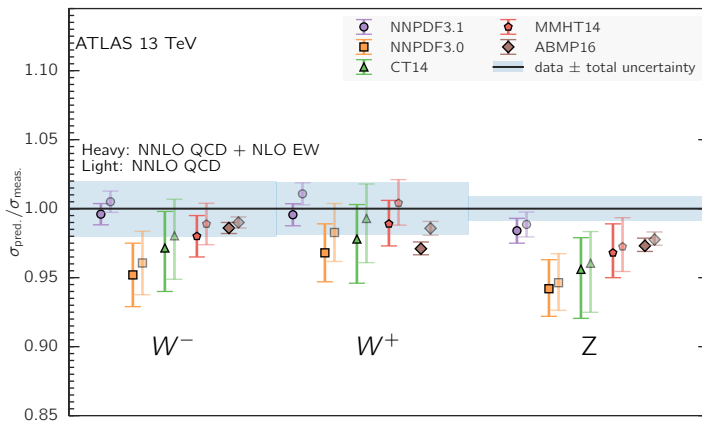 ATLAS 13 TeV
NNPDF3.1
NNPDF3.0
CT14
MMHT14
ABMP16
data ± total uncertainty
Heavy: NNLO QCD + NLO EW
Light: NNLO QCD
σpred./σmeas.
1.10
1.05
1.00
0.95
0.90
0.85
W− W+ Z